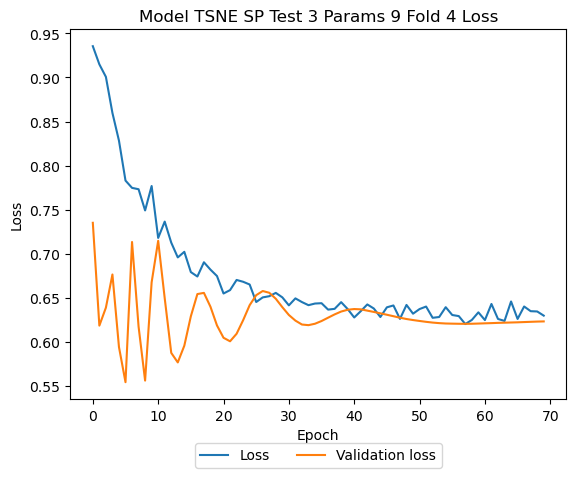 Model TSNE SP Test 3 Params 9 Fold 4 Loss
0.95
0.90
0.85
0.80
0.75
0.70
0.65
0.60
0.55
Loss
0 10 20 30 40 50 60 70
Epoch
Loss Validation loss